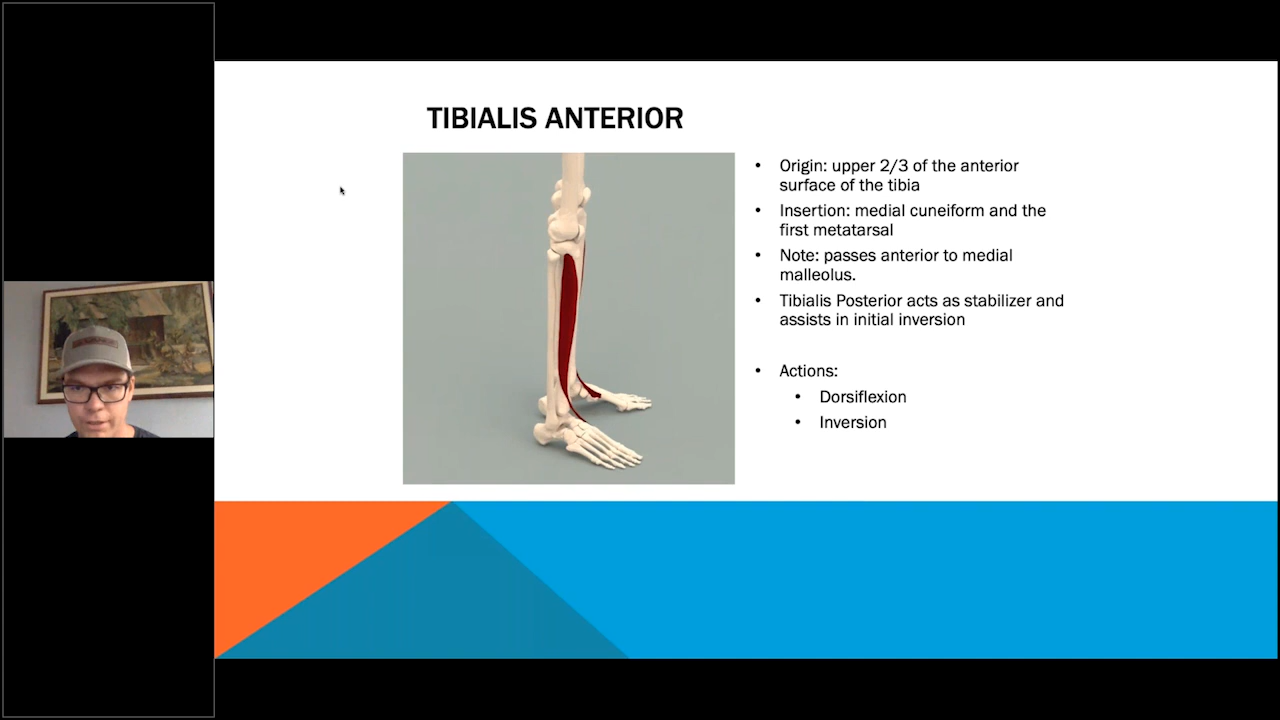 TIBIALIS ANTERIOR
• Origin: upper 2/3 of the anterior
surface of the tibia
• Insertion: medial cuneiform and the
first metatarsal
• Note: passes anterior to medial
malleolus.
• Tibialis Posterior acts as stabilizer and
assists in initial inversion
• Actions:
• Dorsiflexion
• Inversion